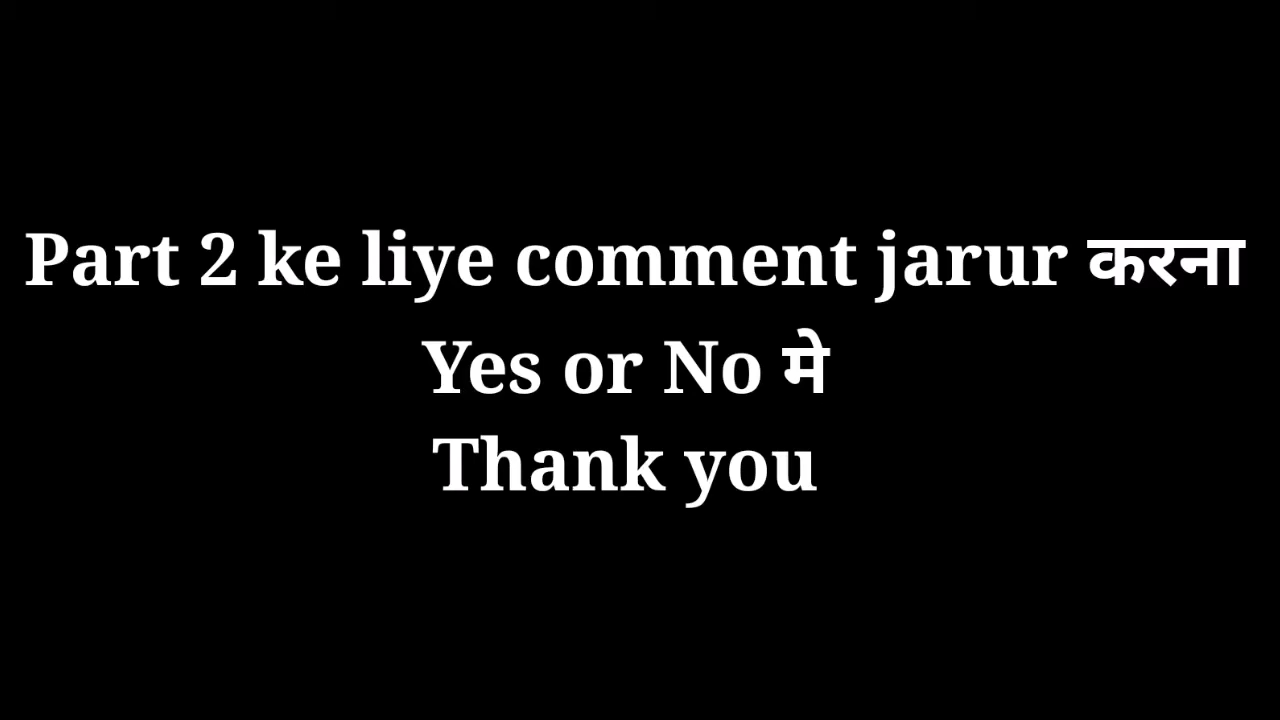 Part 2 ke liye comment jarur करना
Yes or No मे
Thank you